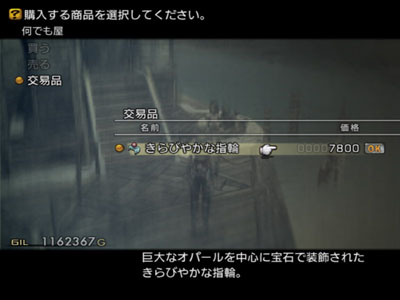 購入する商品を選択してください。
何でも屋
買う
売る
交易品
交易品
名前 価格
きらびやかな指輪 00007800 OK
GIL 1162367G
巨大なオパールを中心に宝石で装飾された
きらびやかな指輪。